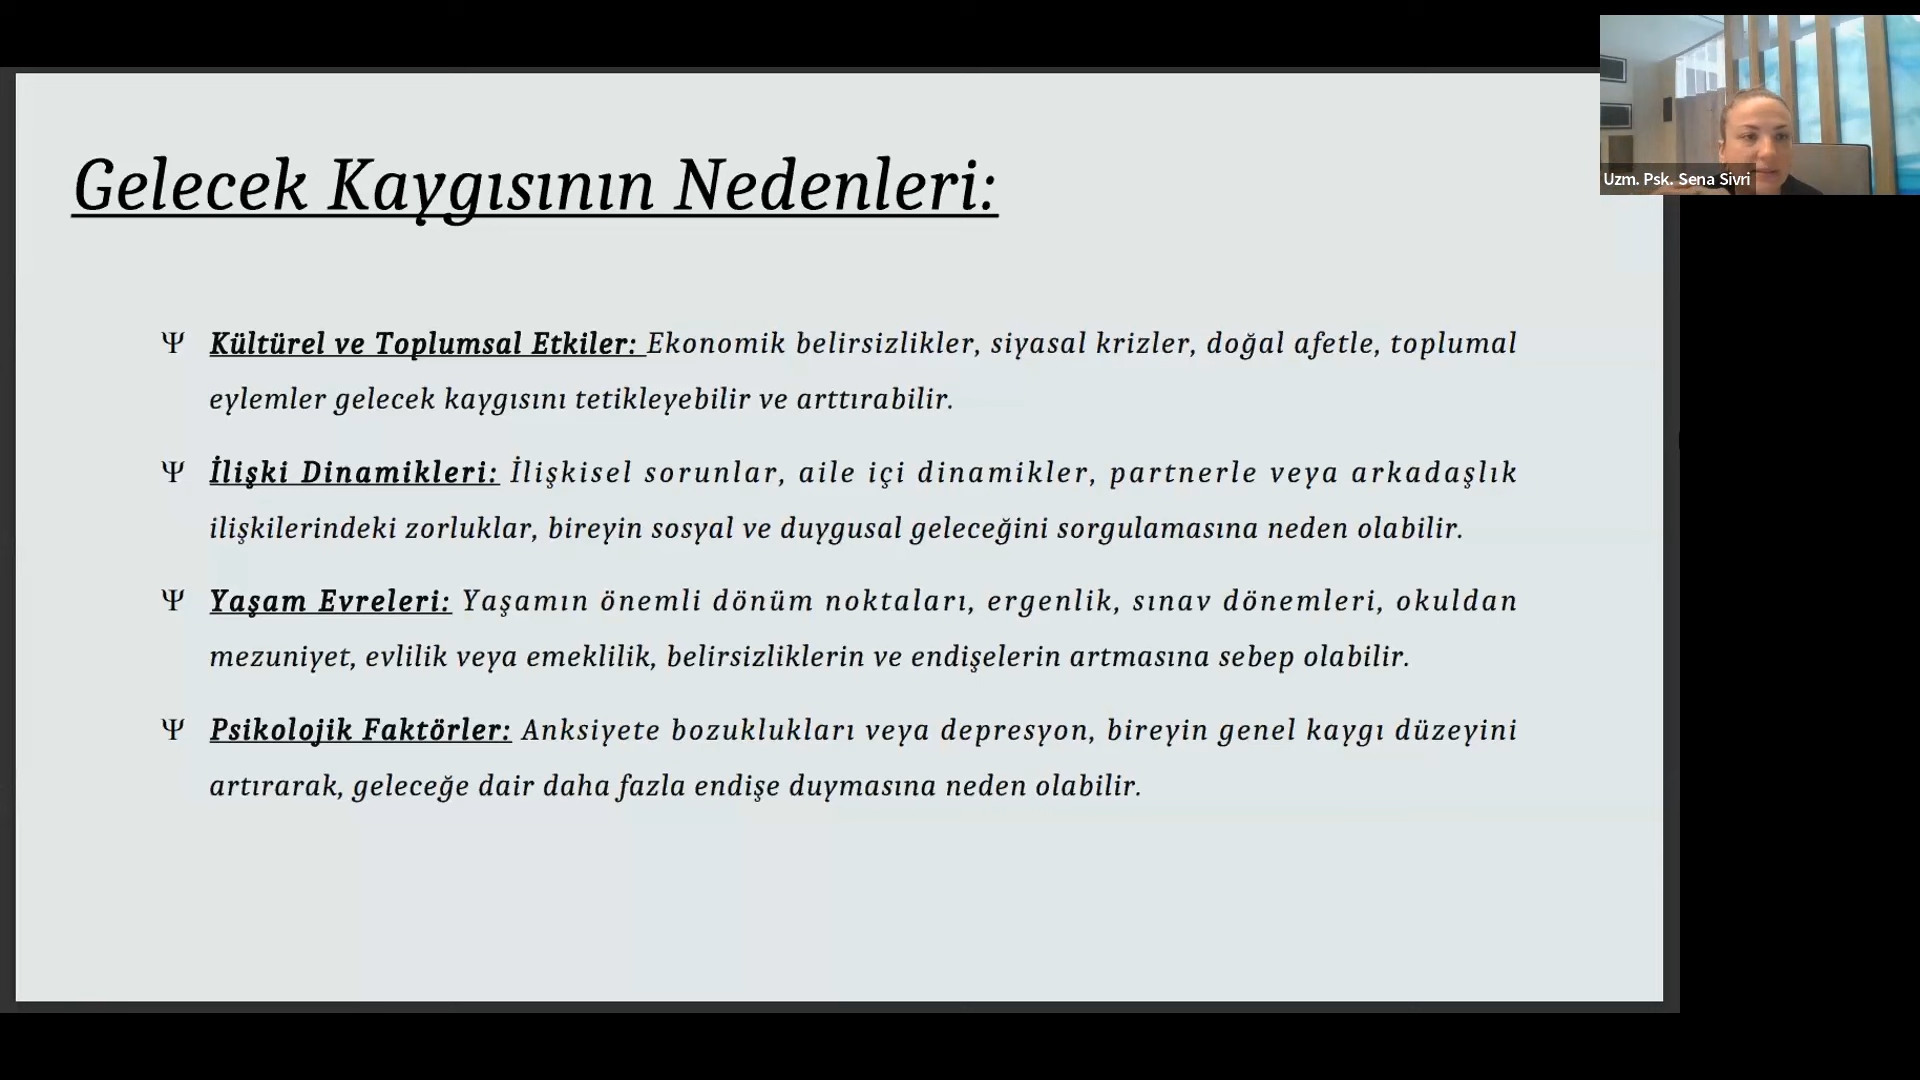 Uzm. Psk. Sena Sivri
Gelecek Kaygısının Nedenleri:
Ψ Kültürel ve Toplumsal Etkiler: Ekonomik belirsizlikler, siyasal krizler, doğal afetle, toplumal
eylemler gelecek kaygısını tetikleyebilir ve arttırabilir.
Ψ İlişki Dinamikleri: İlişkisel sorunlar, aile içi dinamikler, partnerle veya arkadaşlık
ilişkilerindeki zorluklar, bireyin sosyal ve duygusal geleceğini sorgulamasına neden olabilir.
Ψ Yaşam Evreleri: Yaşamın önemli dönüm noktaları, ergenlik, sınav dönemleri, okuldan
mezuniyet, evlilik veya emeklilik, belirsizliklerin ve endişelerin artmasına sebep olabilir.
Ψ Psikolojik Faktörler: Anksiyete bozuklukları veya depresyon, bireyin genel kaygı düzeyini
artırarak, geleceğe dair daha fazla endişe duymasına neden olabilir.